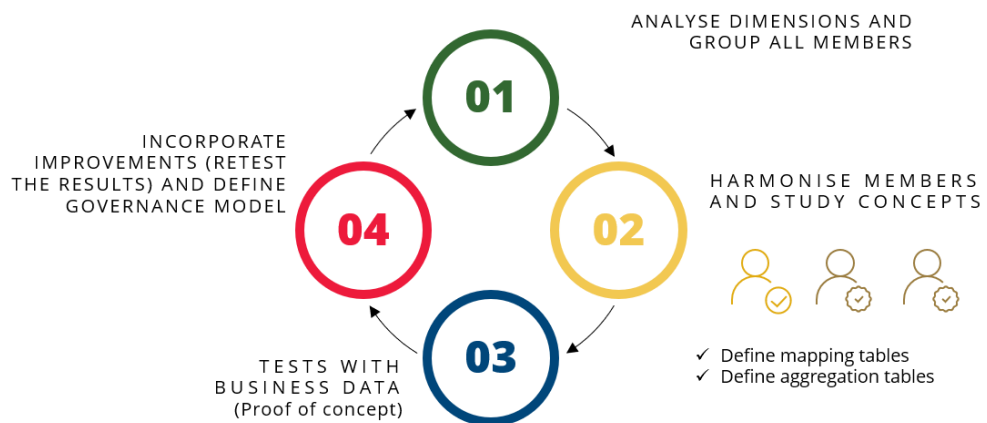 01
ANALYSE DIMENSIONS AND
GROUP ALL MEMBERS
02
HARMONISE MEMBERS
AND STUDY CONCEPTS
✓ Define mapping tables
✓ Define aggregation tables
03
TESTS WITH
BUSINESS DATA
(Proof of concept)
04
INCORPORATE
IMPROVEMENTS (RETEST
THE RESULTS) AND DEFINE
GOVERNANCE MODEL